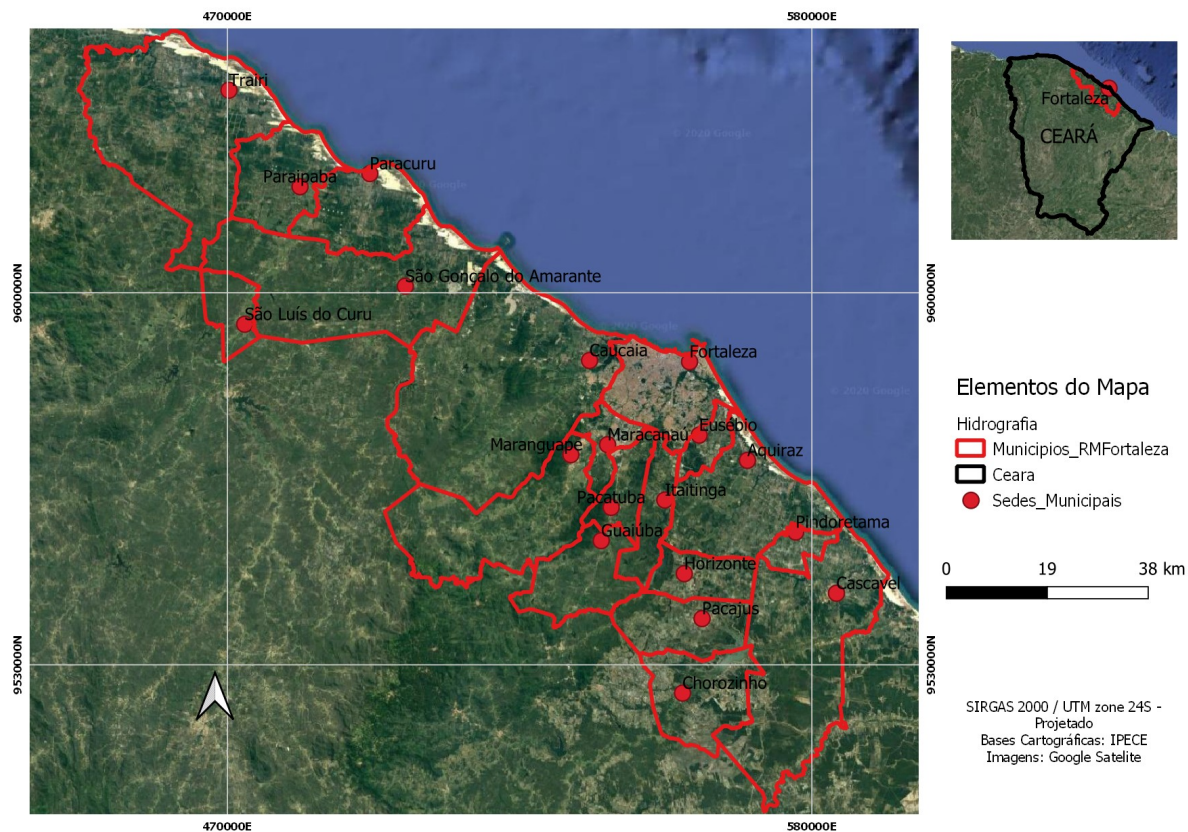 470000E
580000E
Trairi
Paraipaba
Paracuru
© 2020 Google
Google
São Gonçalo do Amarante
São Luís do Curu
2020 Google
Caucaia
Fortaleza
© 2020 Google
Maranguape
Maracanaú
Eusébio
Aquiraz
Pacatuba
Itaitinga
Guaiúba
Pindoretama
Horizonte
Cascavel
Pacajus
Chorozinho
9600000N
9600000N
9530000N
9530000N
470000E
580000E
Fortaleza
CEARÁ
Elementos do Mapa
Hidrografia
Municipios_RMFortaleza
Ceara
Sedes_Municipais
0 19 38 km
SIRGAS 2000 / UTM zone 24S -
Projetado
Bases Cartográficas: IPECE
Imagens: Google Satelite